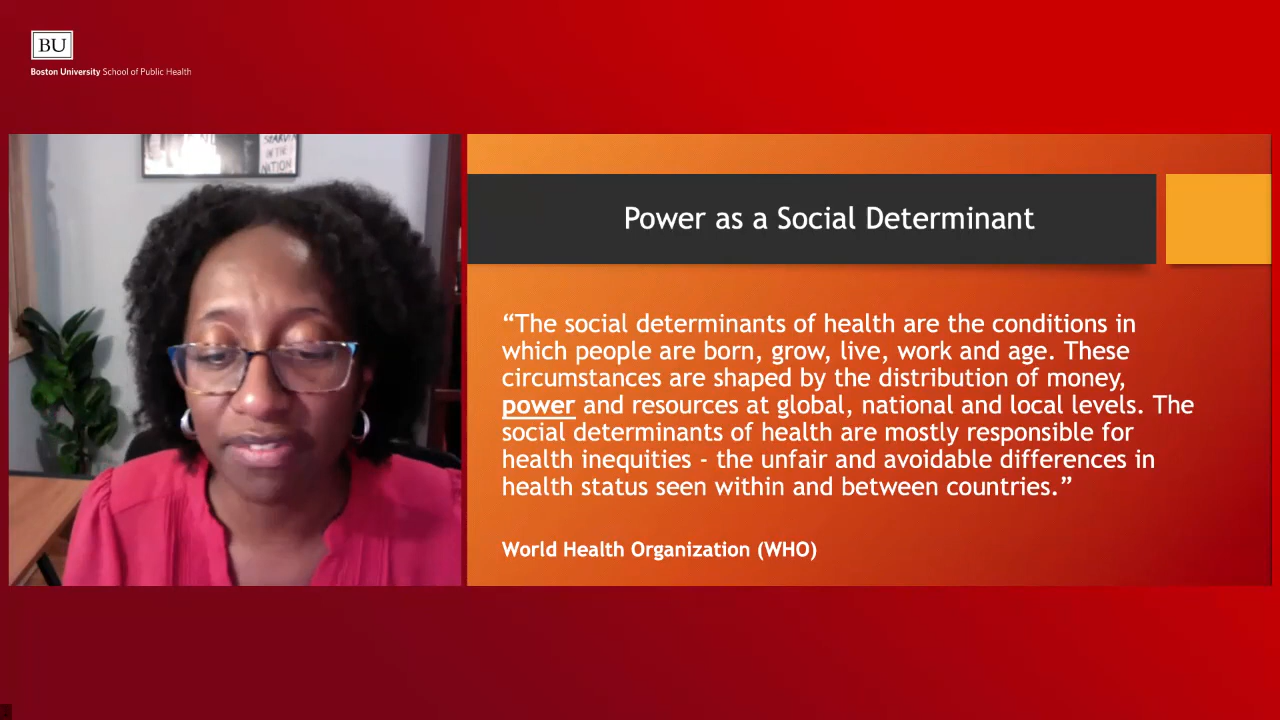 BU
Boston University School of Public Health
IN THE
NATION
Power as a Social Determinant
“The social determinants of health are the conditions in
which people are born, grow, live, work and age. These
circumstances are shaped by the distribution of money,
power and resources at global, national and local levels. The
social determinants of health are mostly responsible for
health inequities - the unfair and avoidable differences in
health status seen within and between countries.”
World Health Organization (WHO)